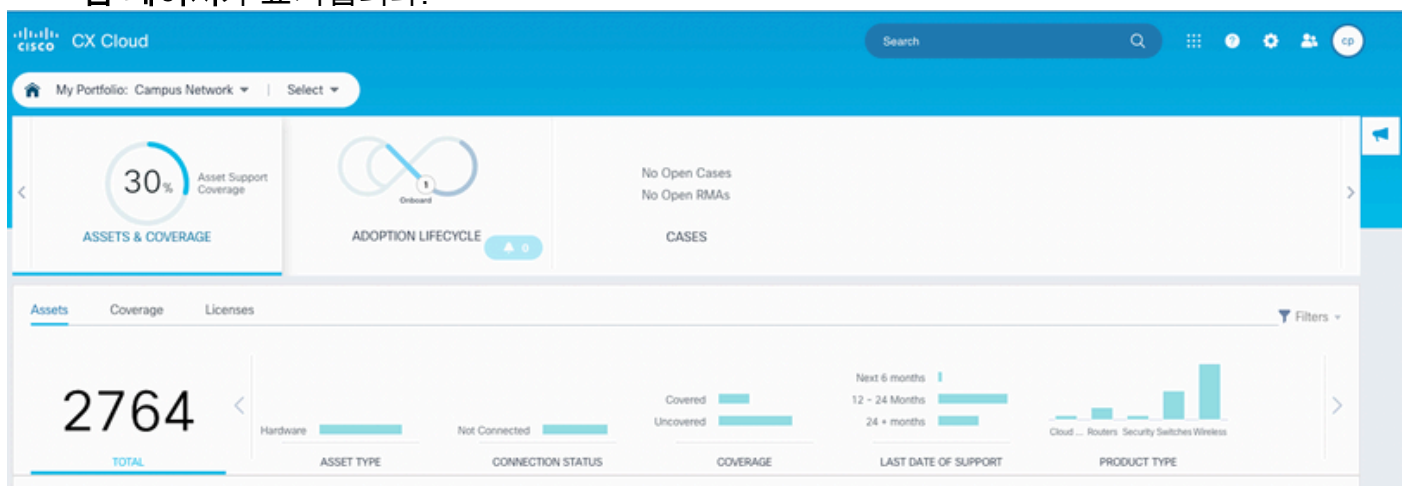 CISCO CX Cloud
Search
cp
My Portfolio: Campus Network | Select
30%
Asset Support
Coverage
ASSETS & COVERAGE
1
Onboard
ADOPTION LIFECYCLE
0
No Open Cases
No Open RMAs
CASES
Assets Coverage Licenses
Filters
2764
TOTAL
Hardware
ASSET TYPE
Not Connected
CONNECTION STATUS
Covered
Uncovered
COVERAGE
Next 6 months
12 - 24 Months
24 + months
LAST DATE OF SUPPORT
Cloud ... Routers Security Switches Wireless
PRODUCT TYPE